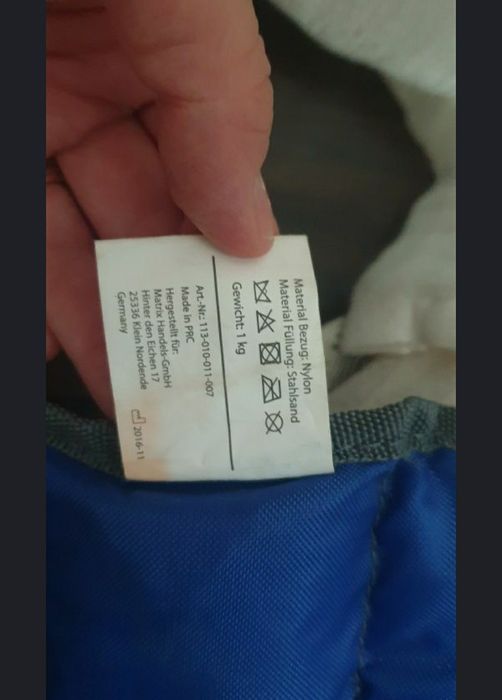 Material Bezug: Nylon
Material Füllung: Stahlsand
Gewicht: 1 kg
Art.-Nr.: 113-010-011-007
Made in PRC
Hergestellt für:
Matrix Handels-GmbH
Hinter den Eichen 17
25336 Klein Nordende
Germany
2016-11